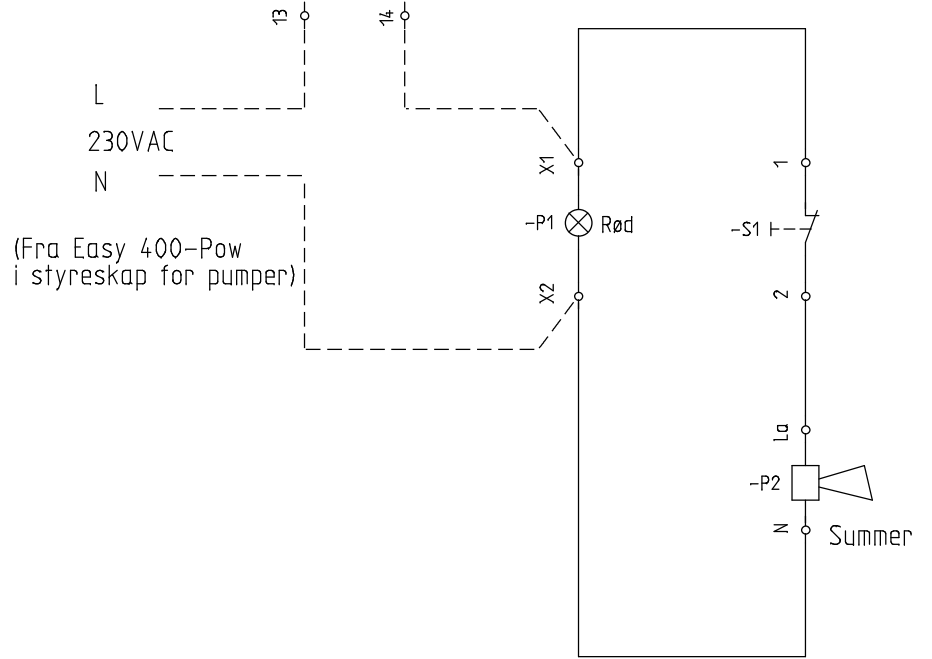 13
14
L
230VAC
N
(Fra Easy 400-Pow
i styreskap for pumper)
X1
-P1
Rød
X2
1
-S1
2
La
-P2
N
Summer